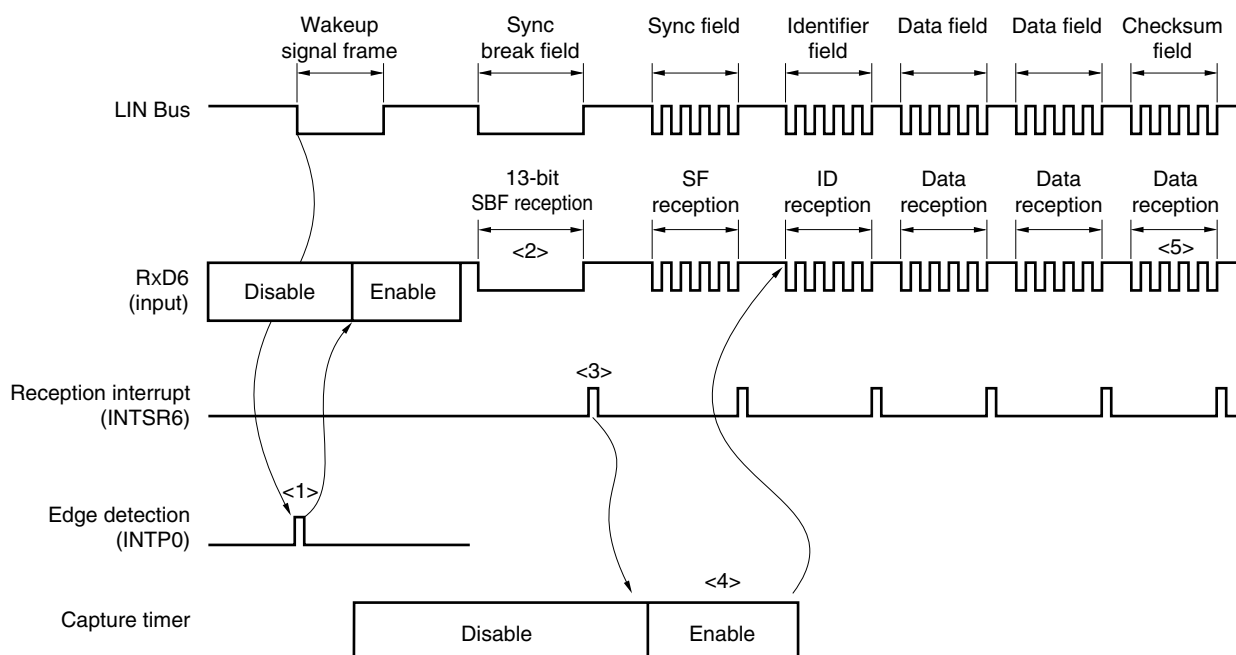 Wakeup
signal frame
Sync
break field
Sync field
Identifier
field
Data field
Data field
Checksum
field
LIN Bus
13-bit
SBF reception
SF
reception
ID
reception
Data
reception
Data
reception
Data
reception
<2>
<5>
RxD6
(input)
Disable
Enable
Reception interrupt
(INTSR6)
<3>
Edge detection
(INTP0)
<1>
Capture timer
Disable
<4>
Enable